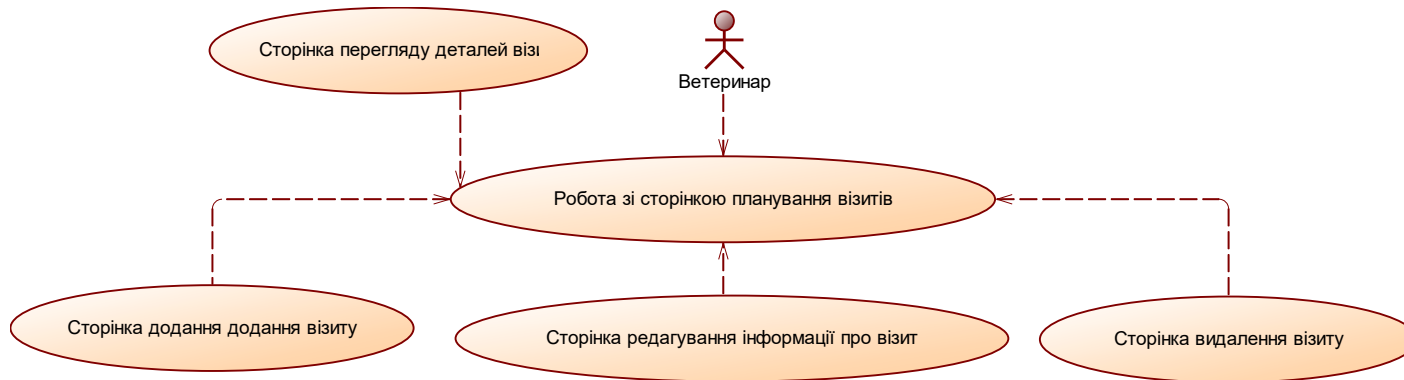 Сторінка перегляду деталей візи
Ветеринар
Робота зі сторінкою планування візитів
Сторінка додання додання візиту
Сторінка редагування інформації про візит
Сторінка видалення візиту